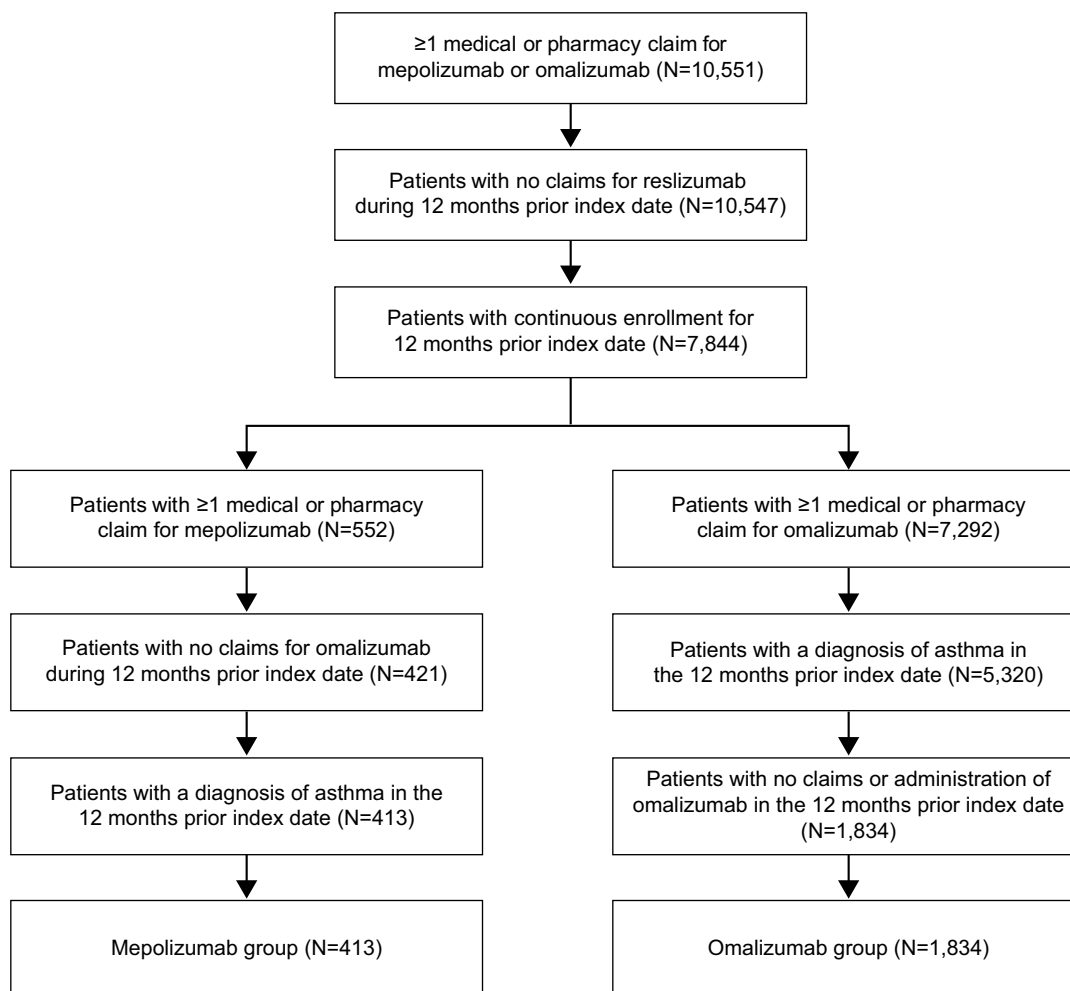 ≥1 medical or pharmacy claim for
mepolizumab or omalizumab (N=10,551)
Patients with no claims for reslizumab
during 12 months prior index date (N=10,547)
Patients with continuous enrollment for
12 months prior index date (N=7,844)
Patients with ≥1 medical or pharmacy
claim for mepolizumab (N=552)
Patients with ≥1 medical or pharmacy
claim for omalizumab (N=7,292)
Patients with no claims for omalizumab
during 12 months prior index date (N=421)
Patients with a diagnosis of asthma in
the 12 months prior index date (N=5,320)
Patients with a diagnosis of asthma in the
12 months prior index date (N=413)
Patients with no claims or administration of
omalizumab in the 12 months prior index date
(N=1,834)
Mepolizumab group (N=413)
Omalizumab group (N=1,834)